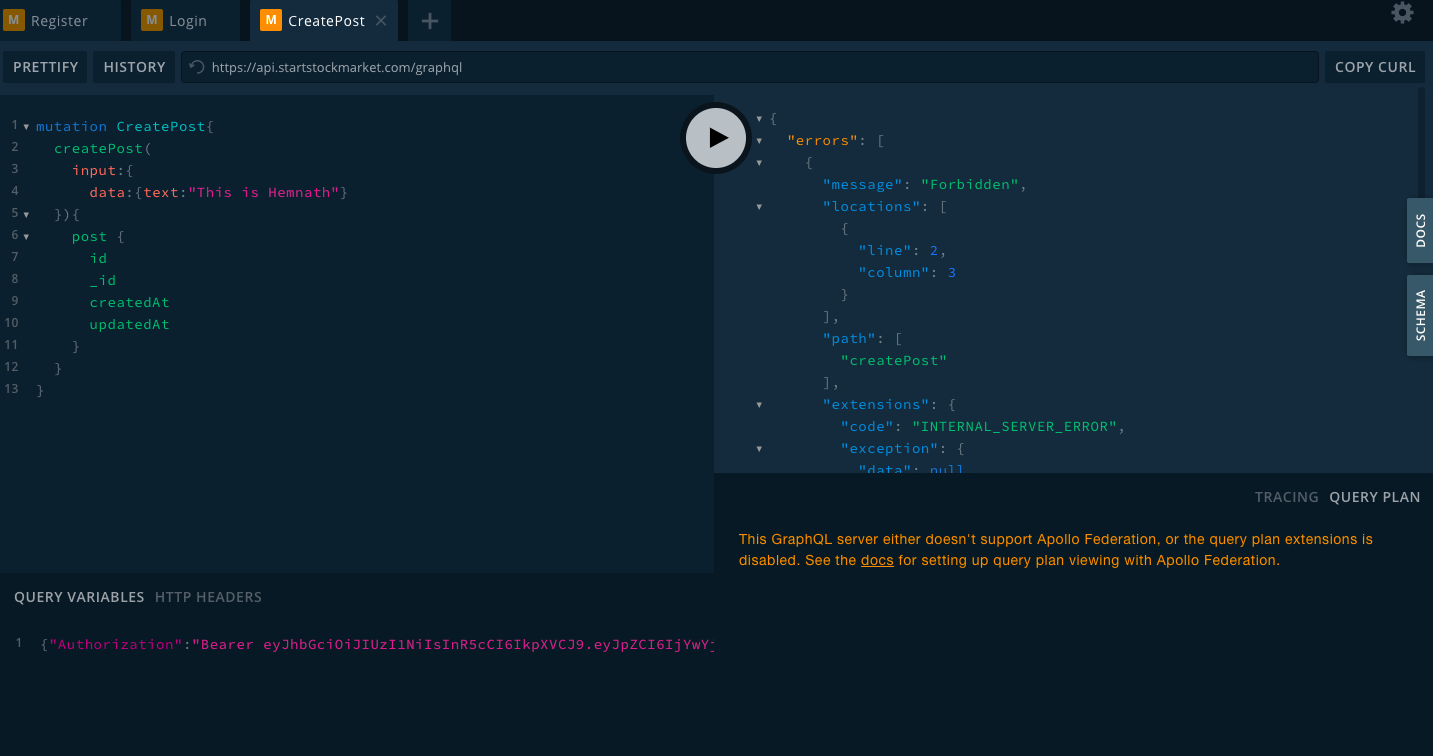 M Register M Login M CreatePost
PRETTIFY HISTORY https://api.startstockmarket.com/graphql COPY CURL
1 mutation CreatePost{
2 createPost(
3 input:{
4 data:{text:"This is Hemnath"}
5 }){
6 post {
7 id
8 _id
9 createdAt
10 updatedAt
11 }
12 }
13 }
{
"errors": [
{
"message": "Forbidden",
"locations": [
{
"line": 2,
"column": 3
}
],
"path": [
"createPost"
],
"extensions": {
"code": "INTERNAL_SERVER_ERROR",
"exception": {
"data": null
DOCS
SCHEMA
TRACING QUERY PLAN
This GraphQL server either doesn't support Apollo Federation, or the query plan extensions is
disabled. See the docs for setting up query plan viewing with Apollo Federation.
QUERY VARIABLES HTTP HEADERS
1 {"Authorization":"Bearer eyJhbGciOiJIUzI1NiIsInR5cCI6IkpXVCJ9.eyJpZCI6IjYwY